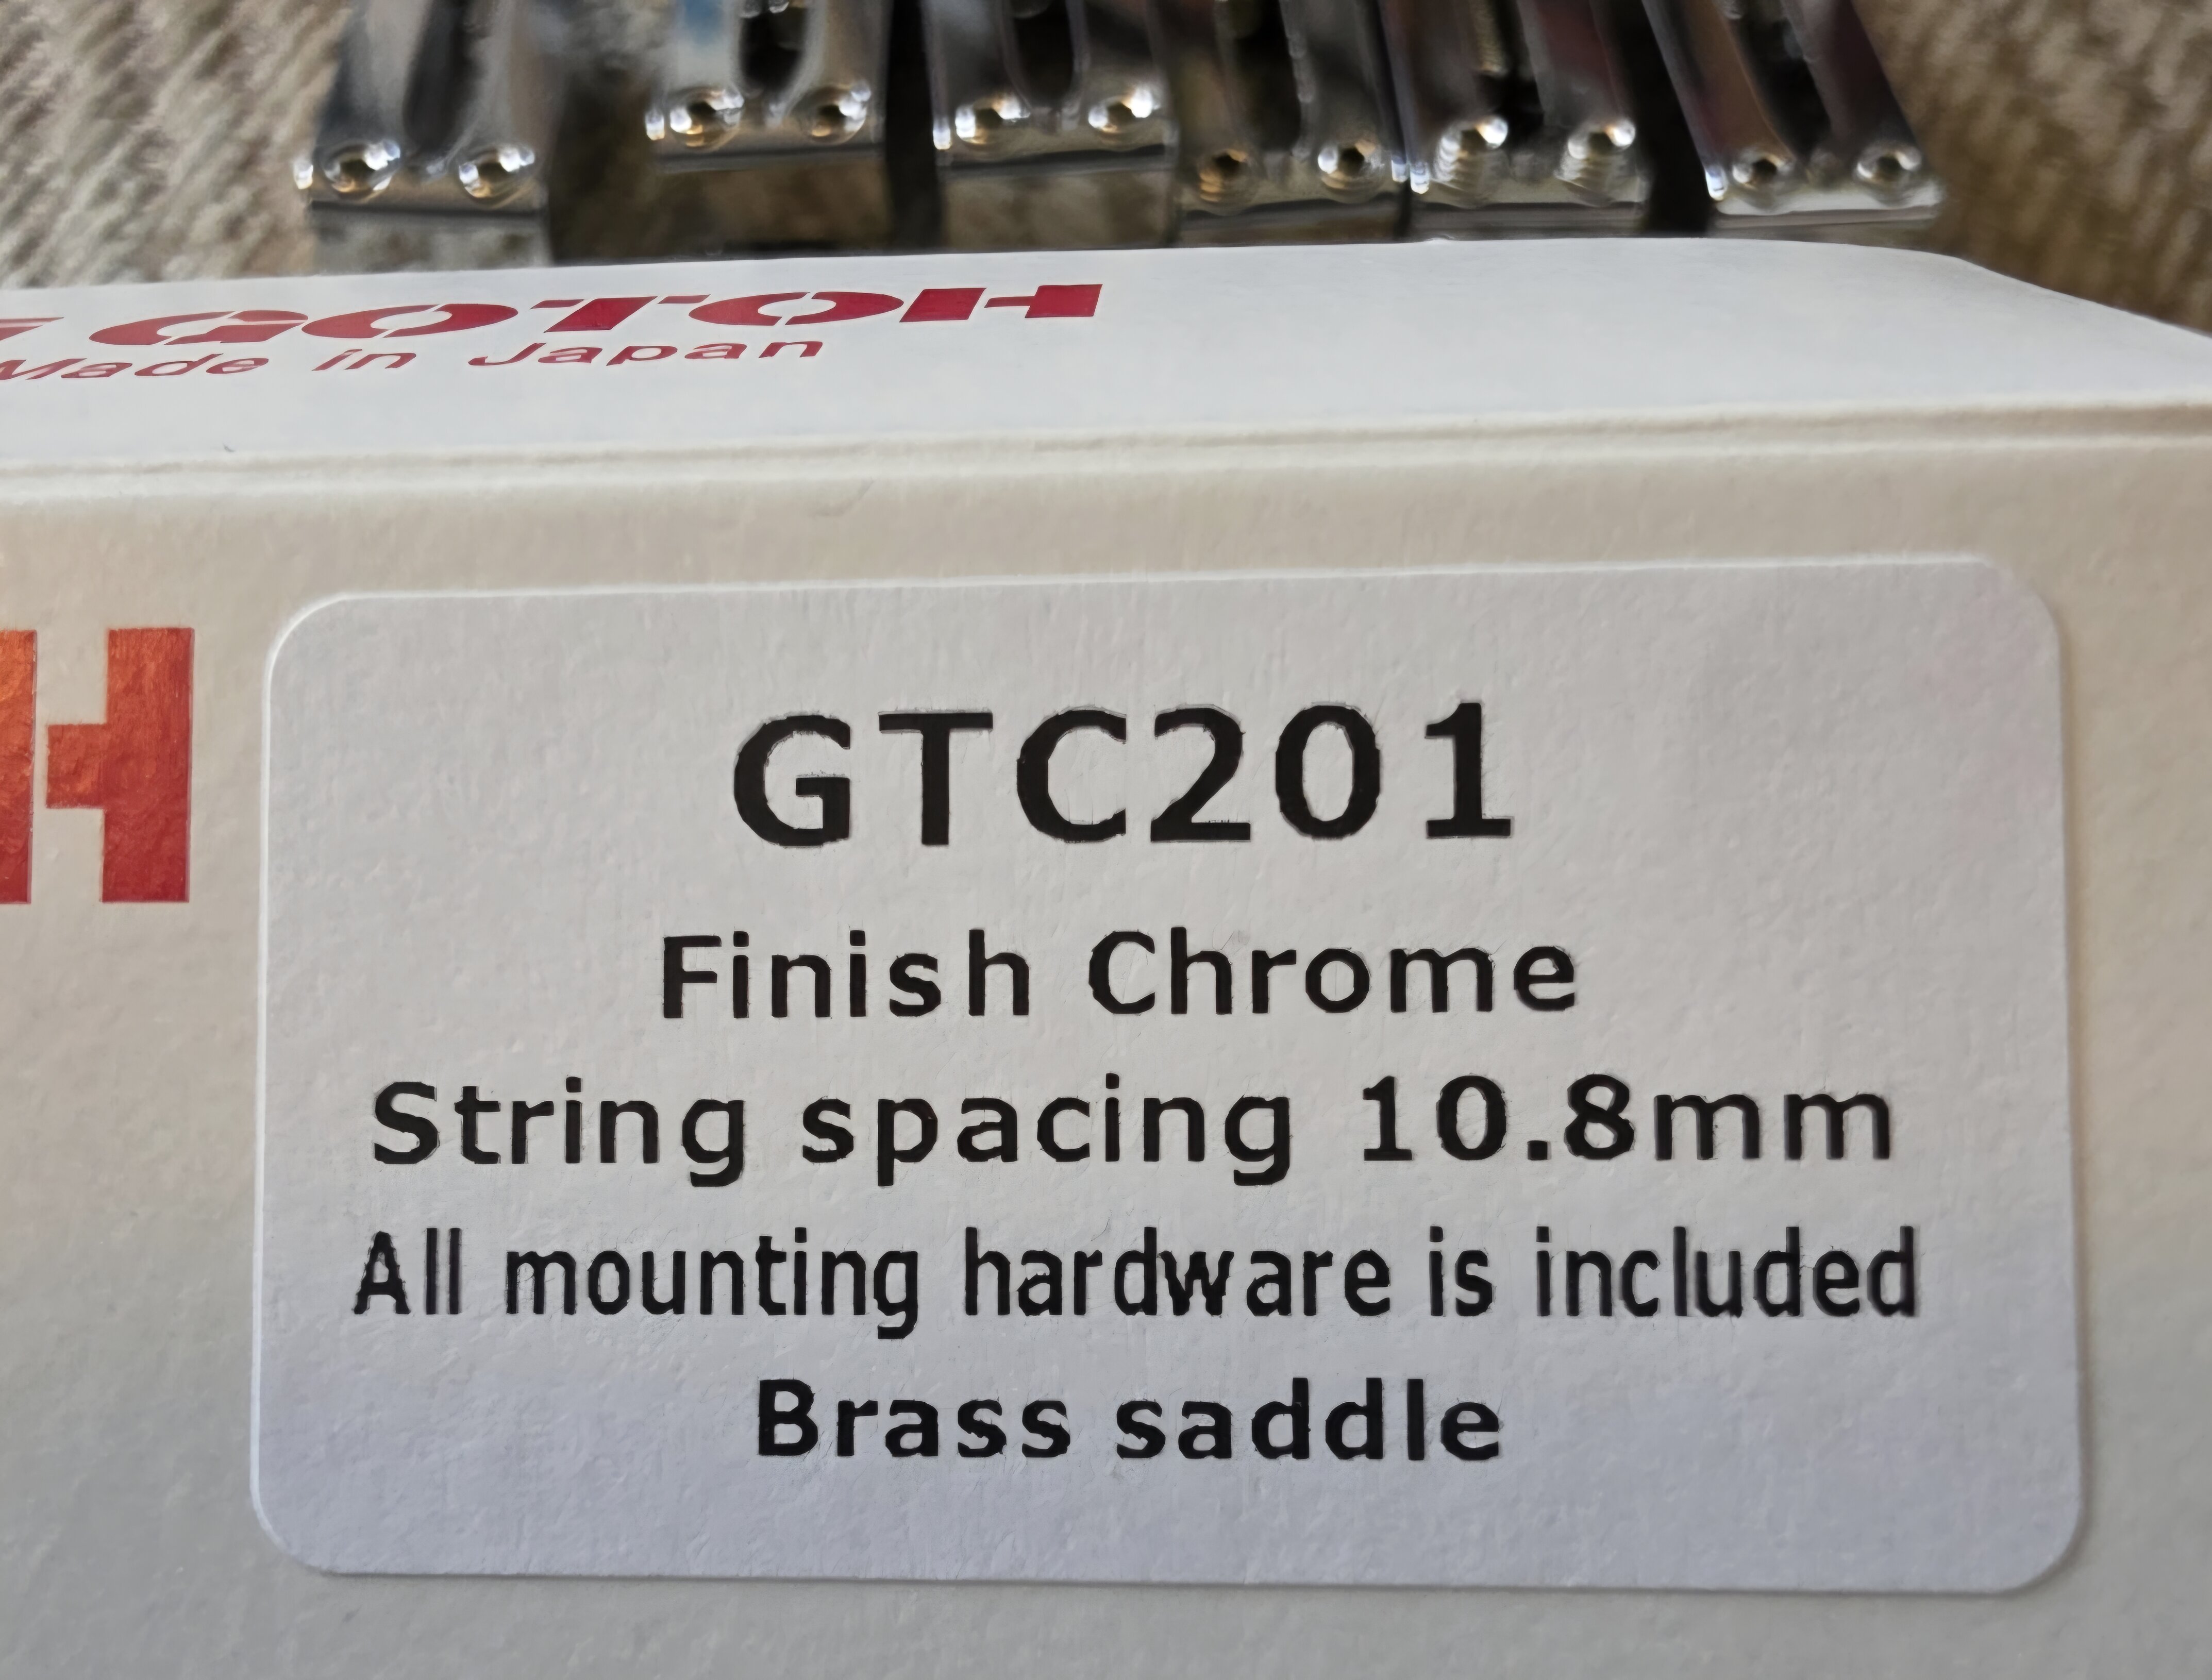 GOTOH
Made in Japan
GTC201
Finish Chrome
String spacing 10.8mm
All mounting hardware is included
Brass saddle